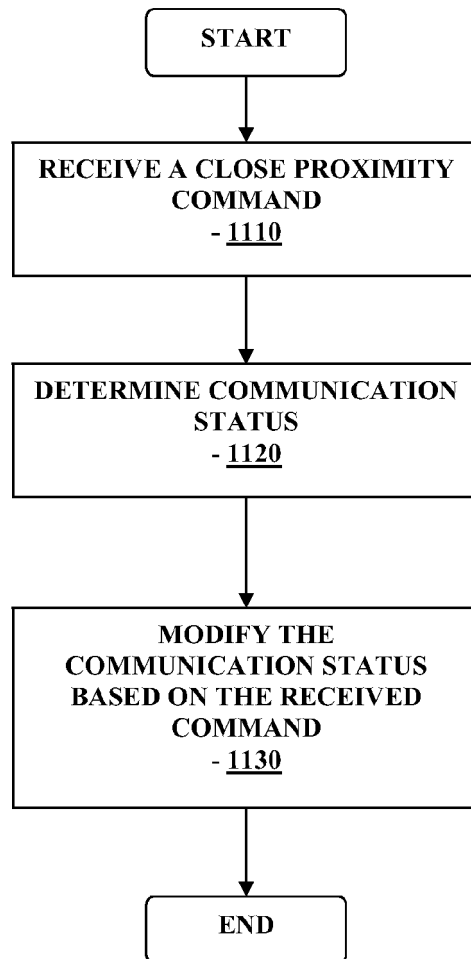 START
RECEIVE A CLOSE PROXIMITY
COMMAND
- 1110
DETERMINE COMMUNICATION
STATUS
- 1120
MODIFY THE
COMMUNICATION STATUS
BASED ON THE RECEIVED
COMMAND
- 1130
END